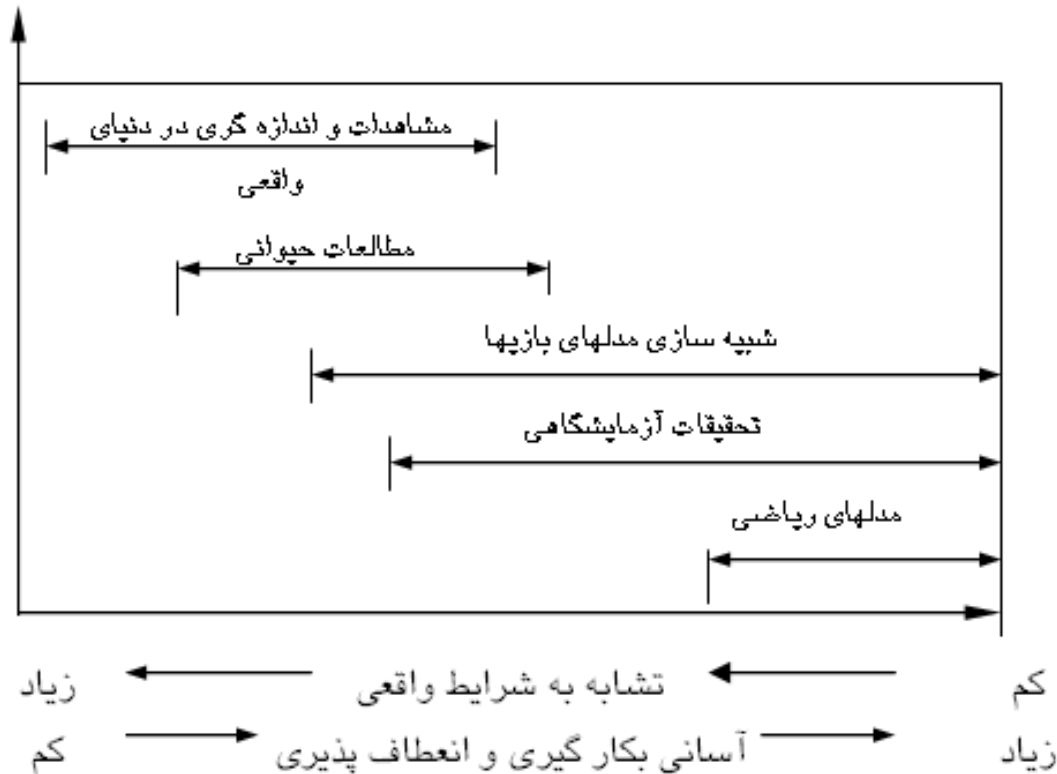 مشاهدات و اندازه گری در دنیای
واقعی
مطالعات حیوانی
شبیه سازی مدلهای بازیها
تحقیقات آزمایشگاهی
مدلهای ریاضی
کم تشابه به شرایط واقعی زیاد
زیاد آسانی بکار گیری و انعطاف پذیری کم